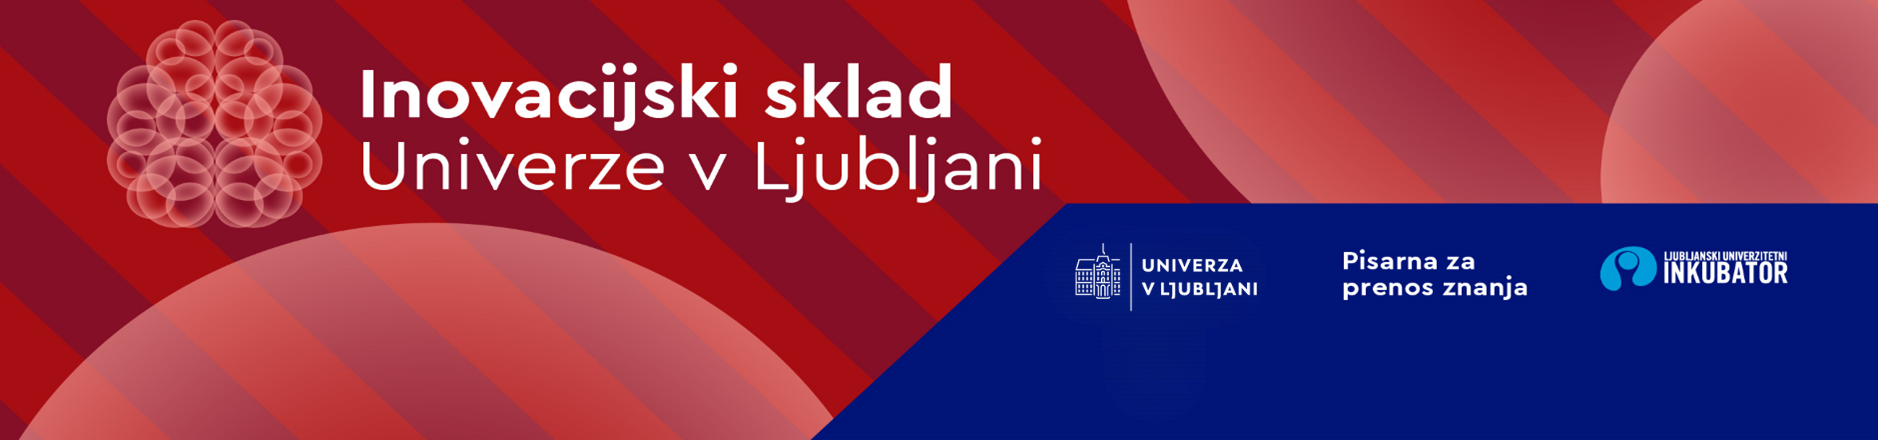 Inovacijski sklad
Univerze v Ljubljani
UNIVERZA
V LJUBLJANI
Pisarna za
prenos znanja
LJUBLJANSKI UNIVERZITETNI
INKUBATOR